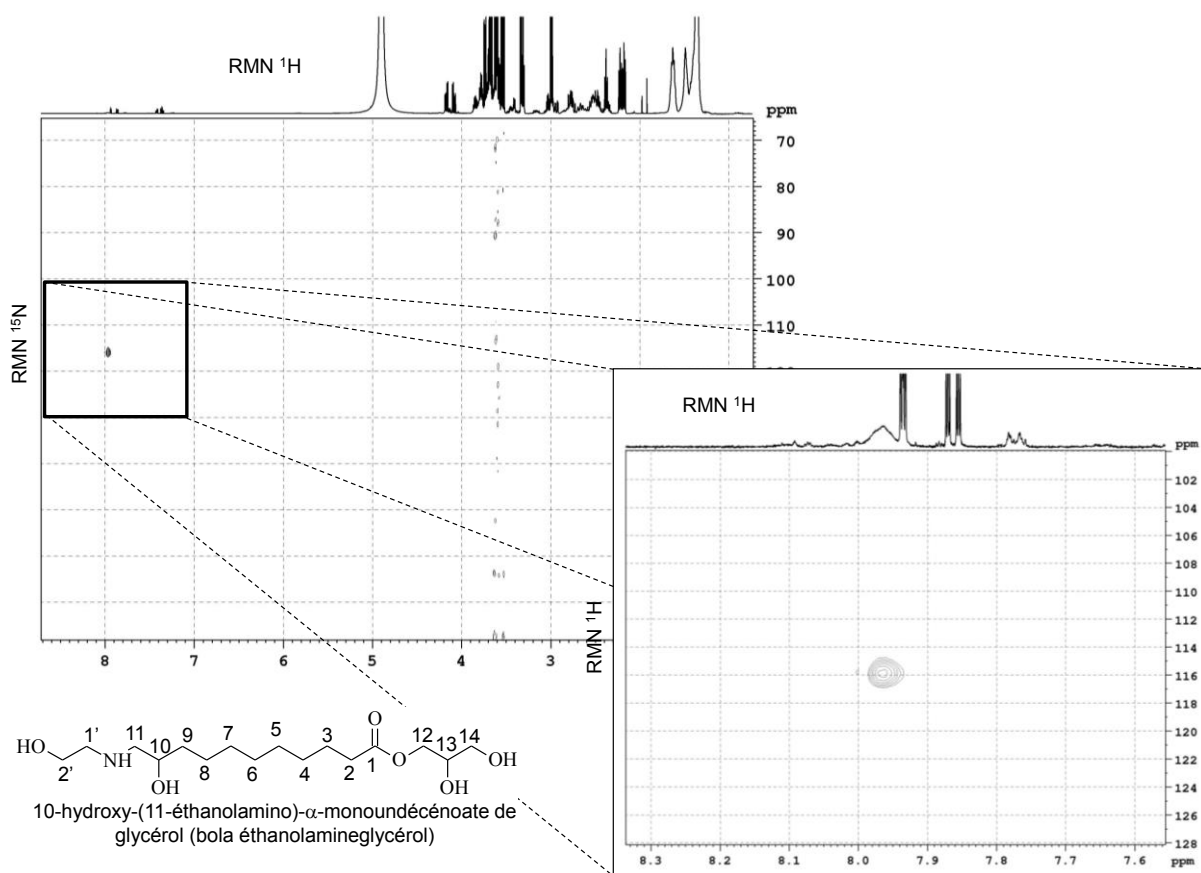 RMN ¹H
ppm
70
80
90
100
110
RMN ¹⁵N
8 7 6 5 4 3
RMN ¹H
ppm
102
104
106
108
110
112
114
116
118
120
122
124
126
128
RMN ¹H
8.3 8.2 8.1 8.0 7.9 7.8 7.7 7.6 ppm
HO 1' 11 9 7 5 3 O 12 14
2' NH 10 8 6 4 2 1 O 13 OH
OH OH
10-hydroxy-(11-éthanolamino)-α-monoundécénoate de
glycérol (bola éthanolamineglycérol)